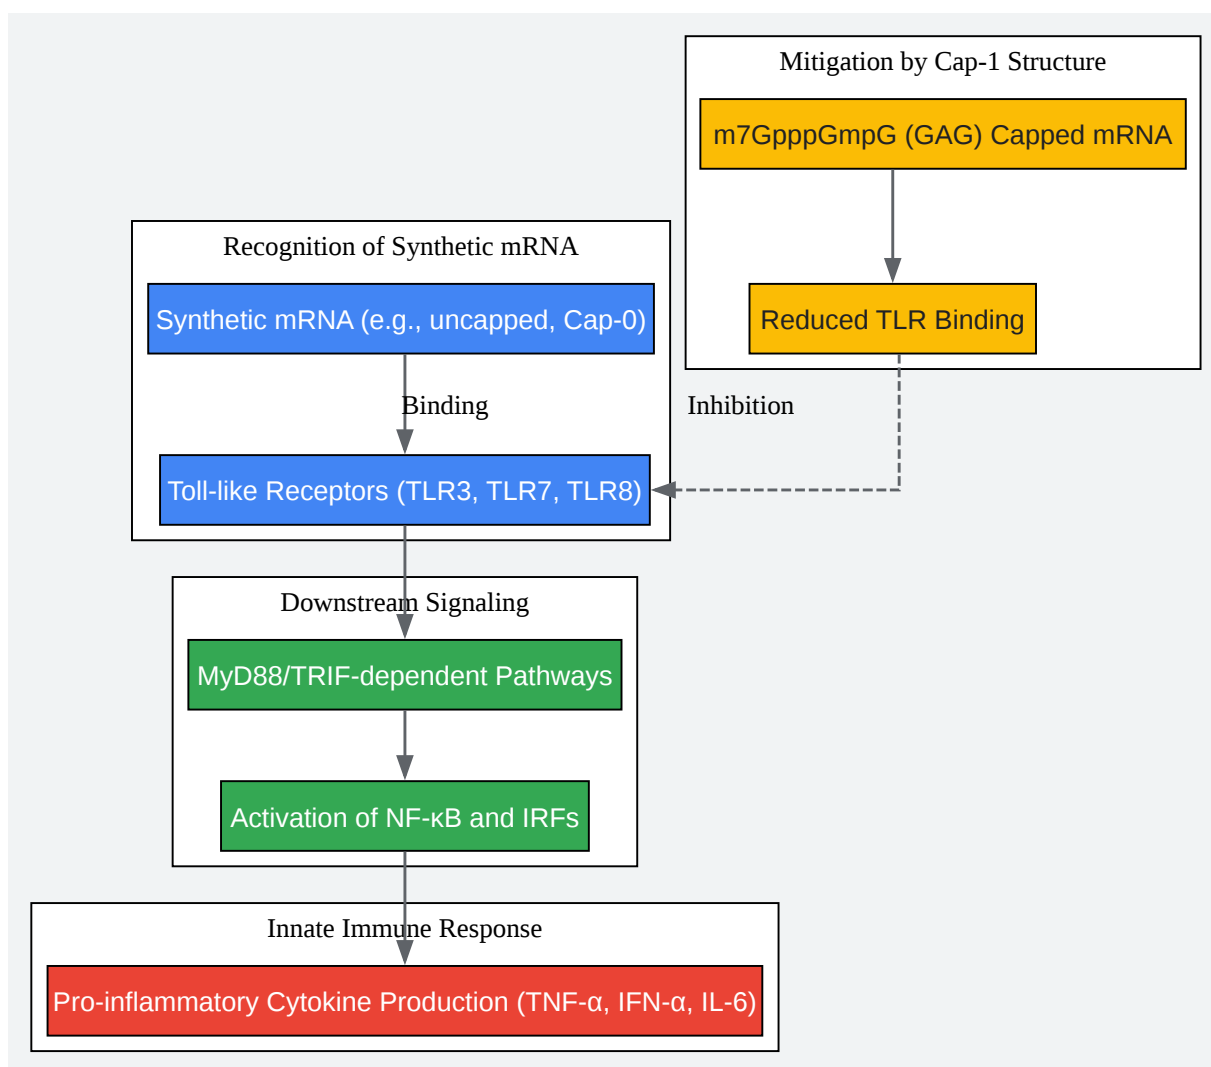 Mitigation by Cap-1 Structure
m7GpppGmpG (GAG) Capped mRNA
Recognition of Synthetic mRNA
Synthetic mRNA (e.g., uncapped, Cap-0)
Reduced TLR Binding
Binding
Inhibition
Toll-like Receptors (TLR3, TLR7, TLR8)
Downstream Signaling
MyD88/TRIF-dependent Pathways
Activation of NF-κB and IRFs
Innate Immune Response
Pro-inflammatory Cytokine Production (TNF-α, IFN-α, IL-6)